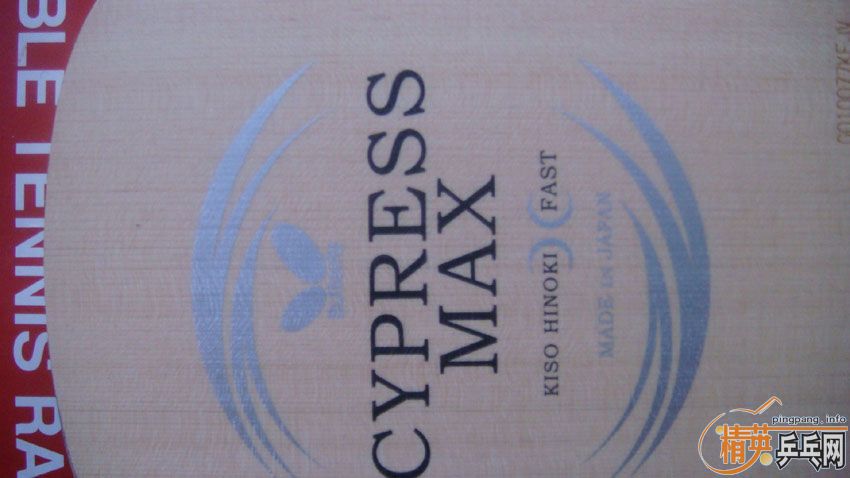 BLE TENNIS RA
CYPRESS
MAX
KISO HINOKI FAST
MADE in JAPAN
pingpang.info
精英乒乓网